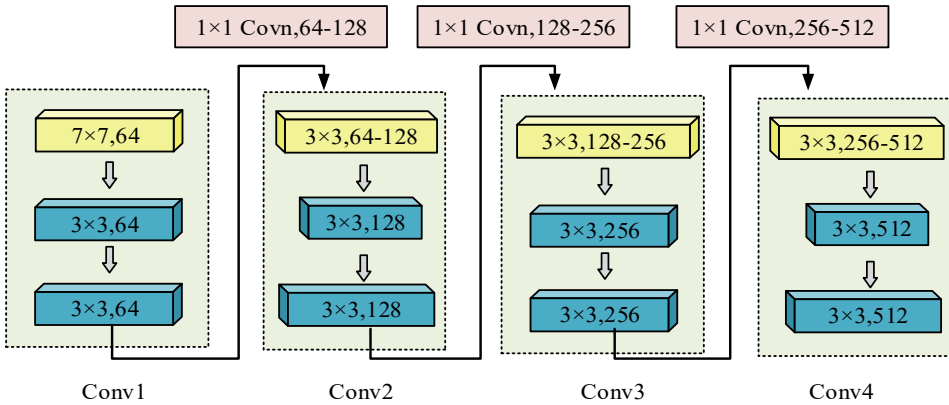 1×1 Covn,64-128
1×1 Covn,128-256
1×1 Covn,256-512
7×7,64
3×3,64
3×3,64
Conv1
3×3,64-128
3×3,128
3×3,128
Conv2
3×3,128-256
3×3,256
3×3,256
Conv3
3×3,256-512
3×3,512
3×3,512
Conv4